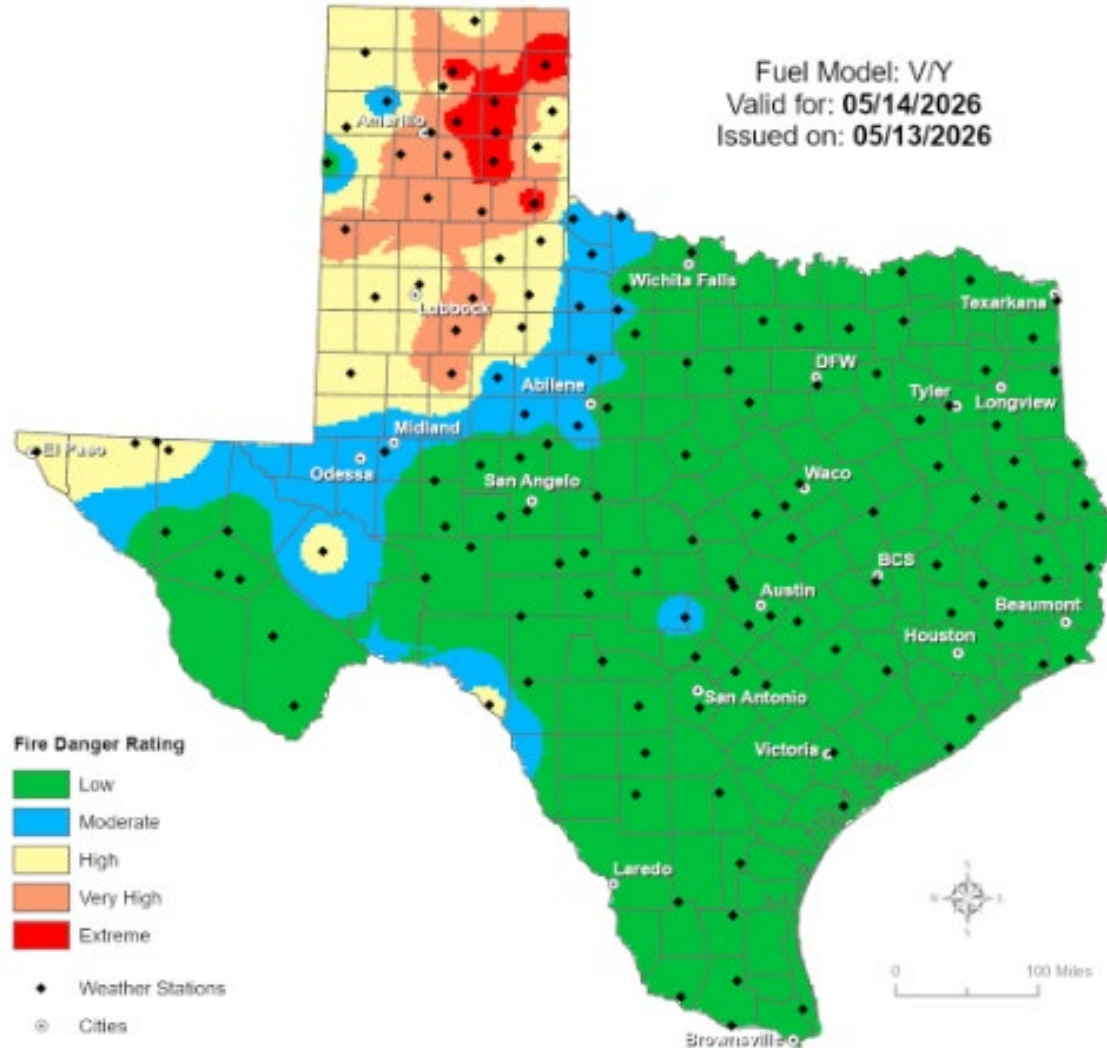 Fuel Model: V/Y
Valid for: 05/14/2026
Issued on: 05/13/2026
Amarillo
Wichita Falls
Lubbock
Texarkana
DFW
Abilene
Tyler
Longview
Midland
El Paso
Odessa
San Angelo
Waco
BCS
Austin
Beaumont
Houston
San Antonio
Victoria
Laredo
Brownsville
Fire Danger Rating
Low
Moderate
High
Very High
Extreme
Weather Stations
Cities
N
W
E
S
0
100 Miles